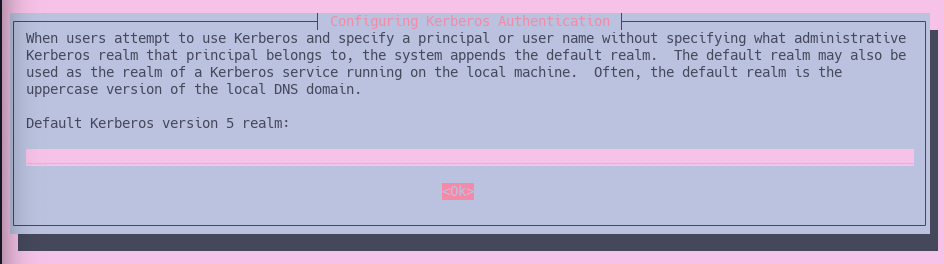 Configuring Kerberos Authentication
When users attempt to use Kerberos and specify a principal or user name without specifying what administrative
Kerberos realm that principal belongs to, the system appends the default realm.  The default realm may also be
used as the realm of a Kerberos service running on the local machine.  Often, the default realm is the
uppercase version of the local DNS domain.
Default Kerberos version 5 realm:
<Ok>